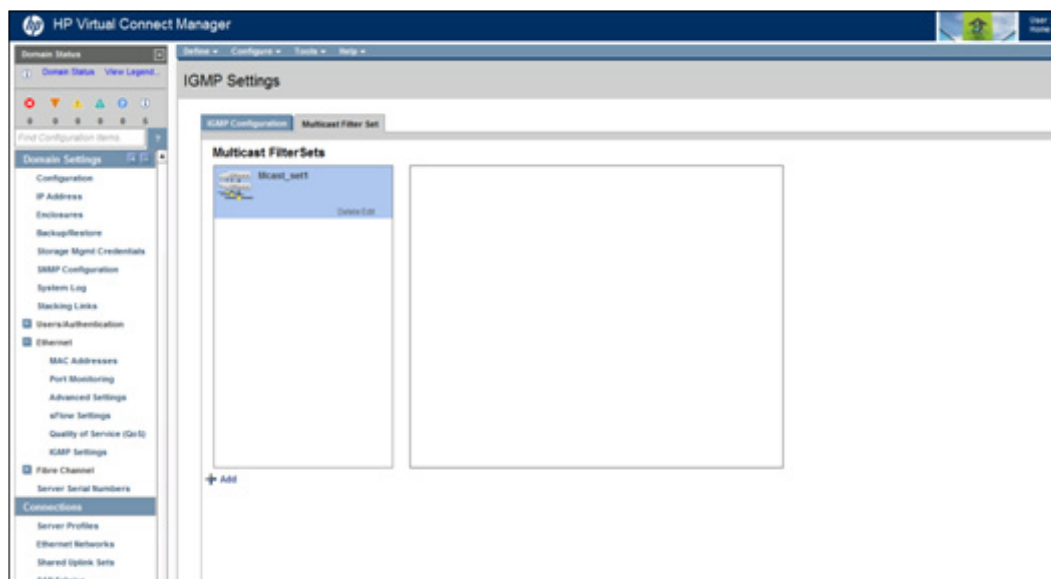 HP Virtual Connect Manager
User
Home
Domain Status
Define Configure Tools Help
Domain Status View Legend...
IGMP Settings
0 0 0 0 0 5
Find Configuration Items ?
IGMP Configuration Multicast Filter Set
Domain Settings
Multicast FilterSets
Configuration
Mcast_set1
IP Address
Delete Edit
Enclosures
Backup/Restore
Storage Mgmt Credentials
SNMP Configuration
System Log
Stacking Links
Users/Authentication
Ethernet
MAC Addresses
Port Monitoring
Advanced Settings
sFlow Settings
Quality of Service (QoS)
IGMP Settings
Fibre Channel
Add
Server Serial Numbers
Connections
Server Profiles
Ethernet Networks
Shared Uplink Sets